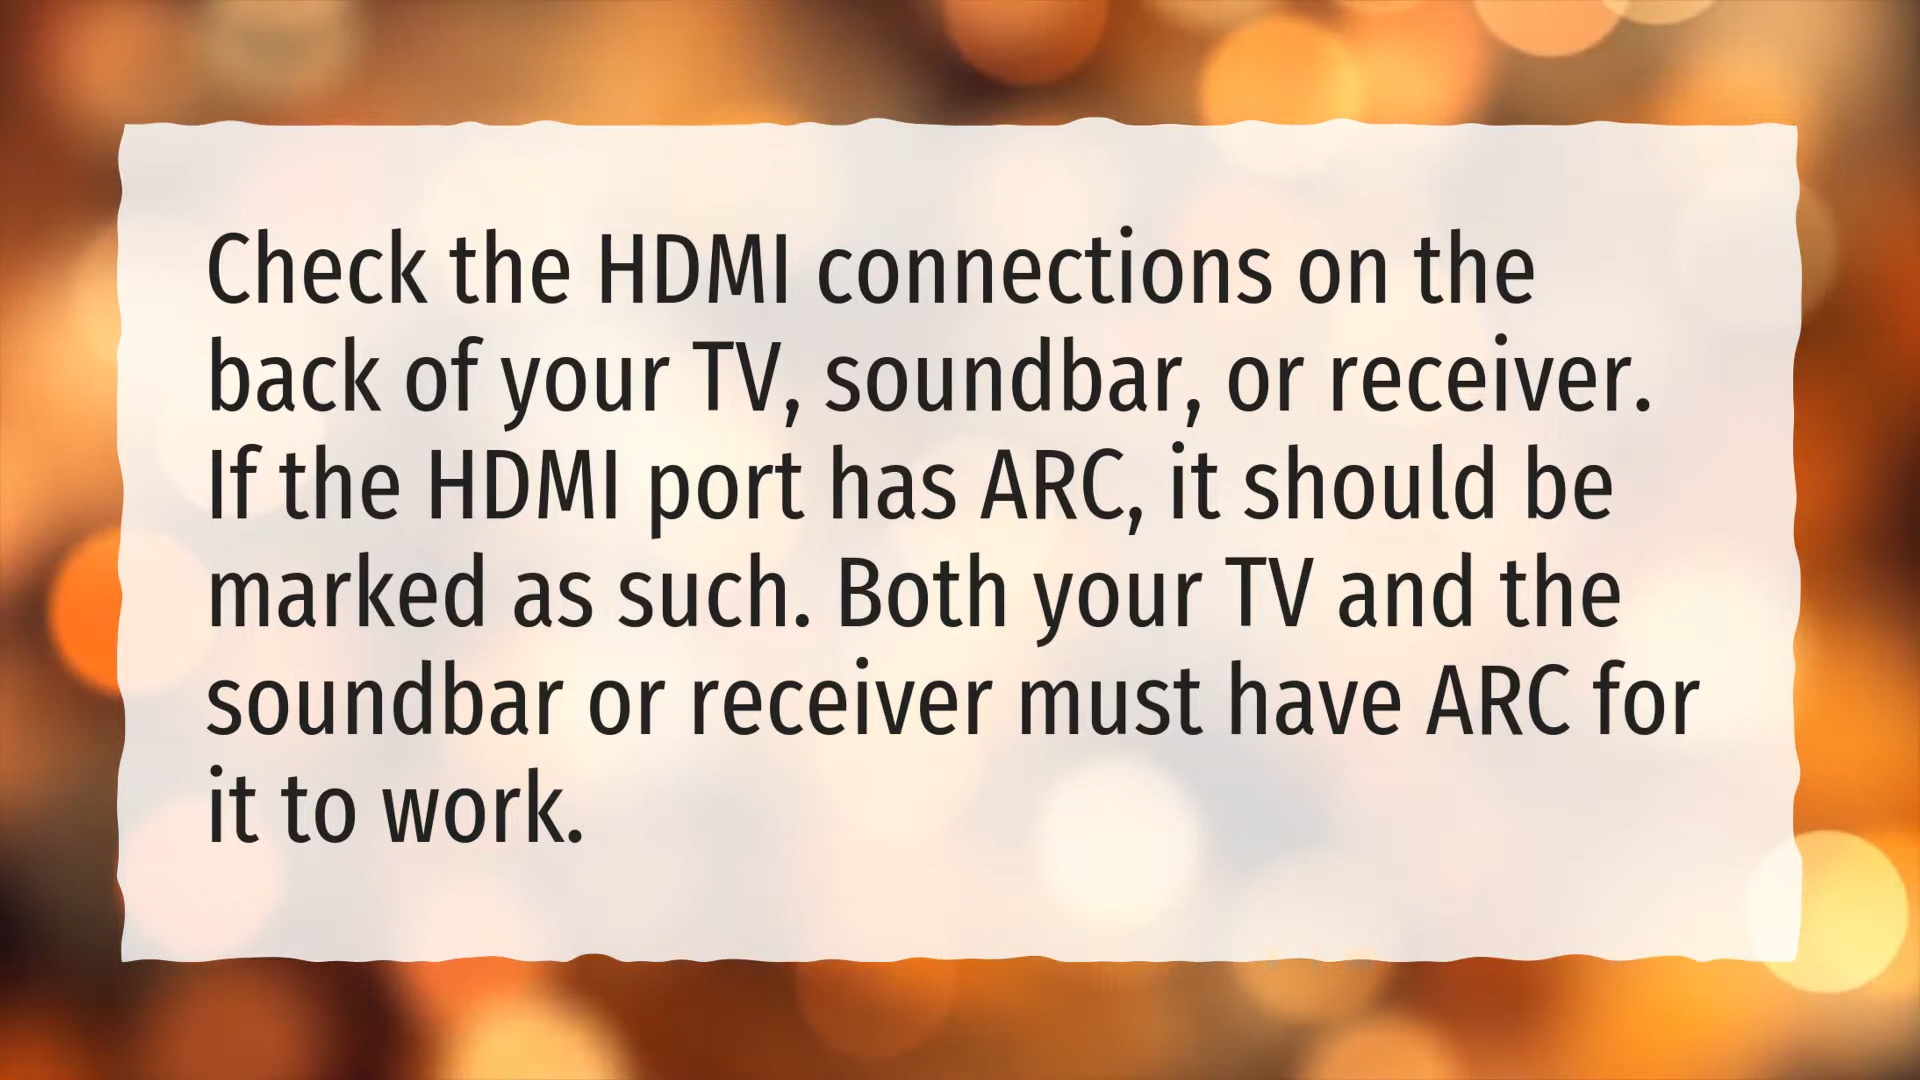 Check the HDMI connections on the
back of your TV, soundbar, or receiver.
If the HDMI port has ARC, it should be
marked as such. Both your TV and the
soundbar or receiver must have ARC for
it to work.